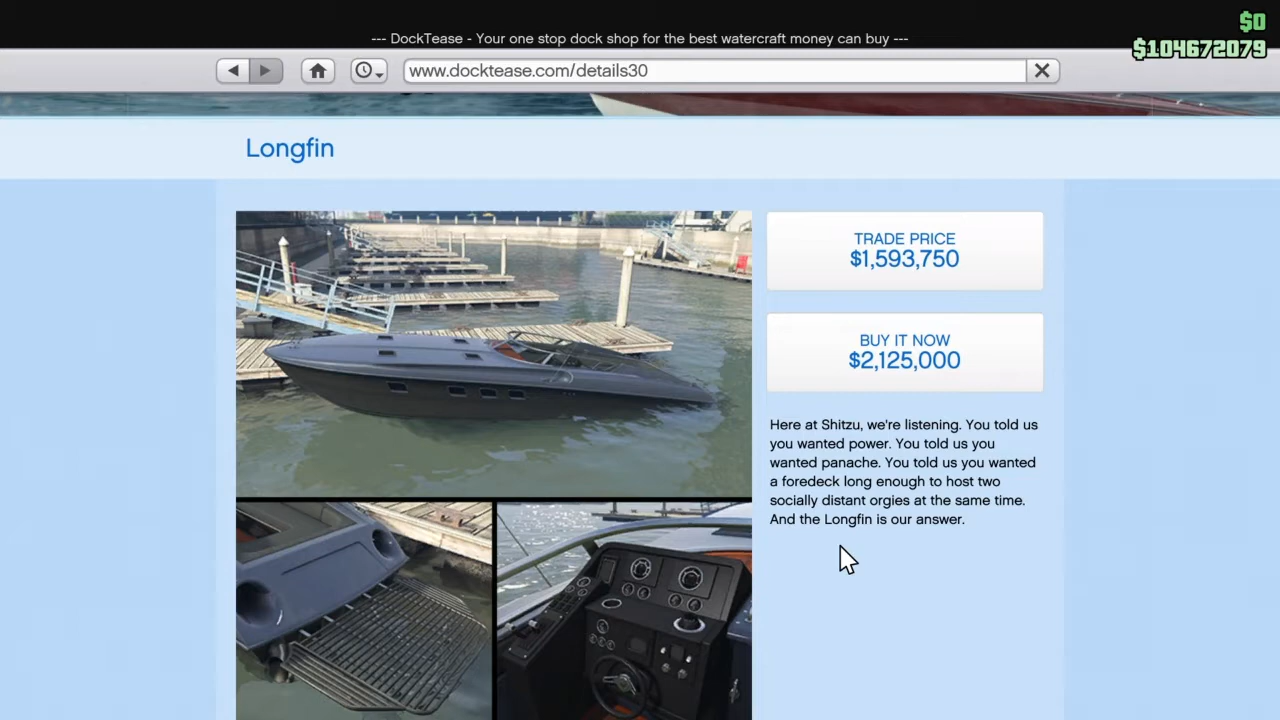 $0
--- DockTease - Your one stop dock shop for the best watercraft money can buy ---
$104672079
www.docktease.com/details30
Longfin
TRADE PRICE
$1,593,750
BUY IT NOW
$2,125,000
Here at Shitzu, we're listening. You told us
you wanted power. You told us you
wanted panache. You told us you wanted
a foredeck long enough to host two
socially distant orgies at the same time.
And the Longfin is our answer.